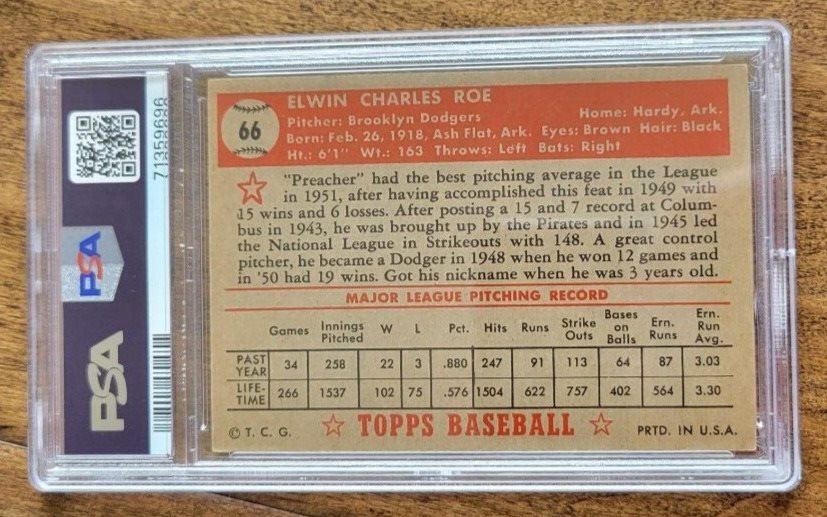 71359696
PSA
PSA
66
ELWIN CHARLES ROE
Pitcher: Brooklyn Dodgers Home: Hardy, Ark.
Born: Feb. 26, 1918, Ash Flat, Ark. Eyes: Brown Hair: Black
Ht.: 6'1" Wt.: 163 Throws: Left Bats: Right
"Preacher" had the best pitching average in the League
in 1951, after having accomplished this feat in 1949 with
15 wins and 6 losses. After posting a 15 and 7 record at Colum-
bus in 1943, he was brought up by the Pirates and in 1945 led
the National League in Strikeouts with 148. A great control
pitcher, he became a Dodger in 1948 when he won 12 games and
in '50 had 19 wins. Got his nickname when he was 3 years old.
MAJOR LEAGUE PITCHING RECORD
Games Innings Pitched W L Pct. Hits Runs Strike Outs Bases on Balls Ern. Runs Ern. Run Avg.
PAST YEAR 34 258 22 3 .880 247 91 113 64 87 3.03
LIFE-TIME 266 1537 102 75 .576 1504 622 757 402 564 3.30
© T. C. G. TOPPS BASEBALL PRTD. IN U.S.A.